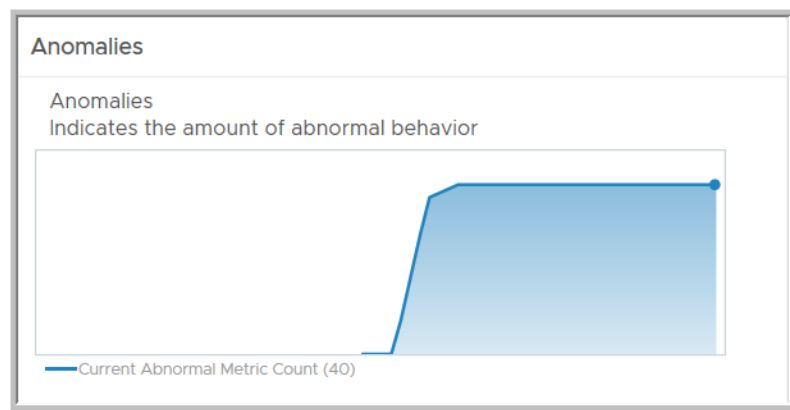 Anomalies
Anomalies
Indicates the amount of abnormal behavior
Current Abnormal Metric Count (40)